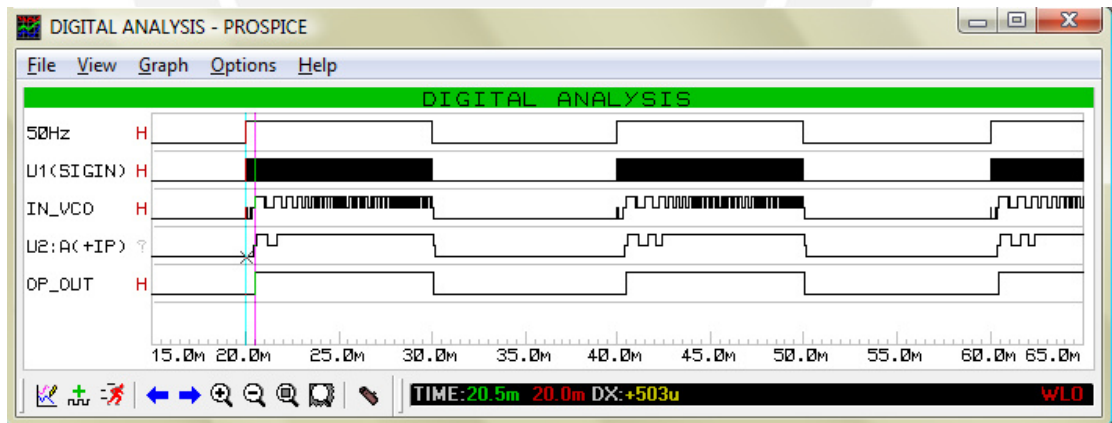 DIGITAL ANALYSIS - PROSPICE
File View Graph Options Help
DIGITAL ANALYSIS
50Hz H
U1(SIGIN) H
IN_VCO H
U2:A(+IP) ?
OP_OUT H
15.0m 20.0m 25.0m 30.0m 35.0m 40.0m 45.0m 50.0m 55.0m 60.0m 65.0m
TIME:20.5m 20.0m DX:+503u WLO